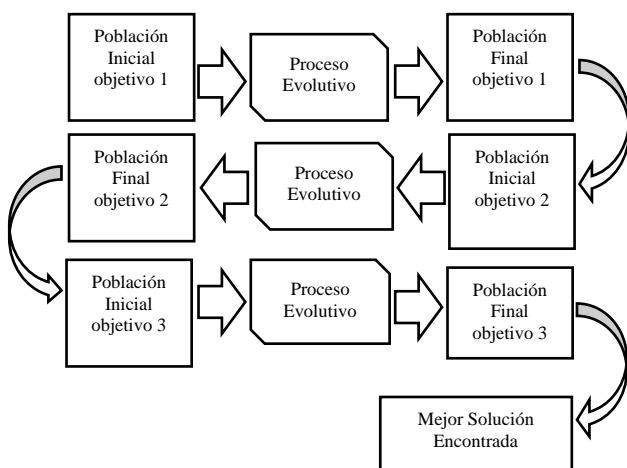 Población
Inicial
objetivo 1
Proceso
Evolutivo
Población
Final
objetivo 1
Población
Final
objetivo 2
Proceso
Evolutivo
Población
Inicial
objetivo 2
Población
Inicial
objetivo 3
Proceso
Evolutivo
Población
Final
objetivo 3
Mejor Solución
Encontrada